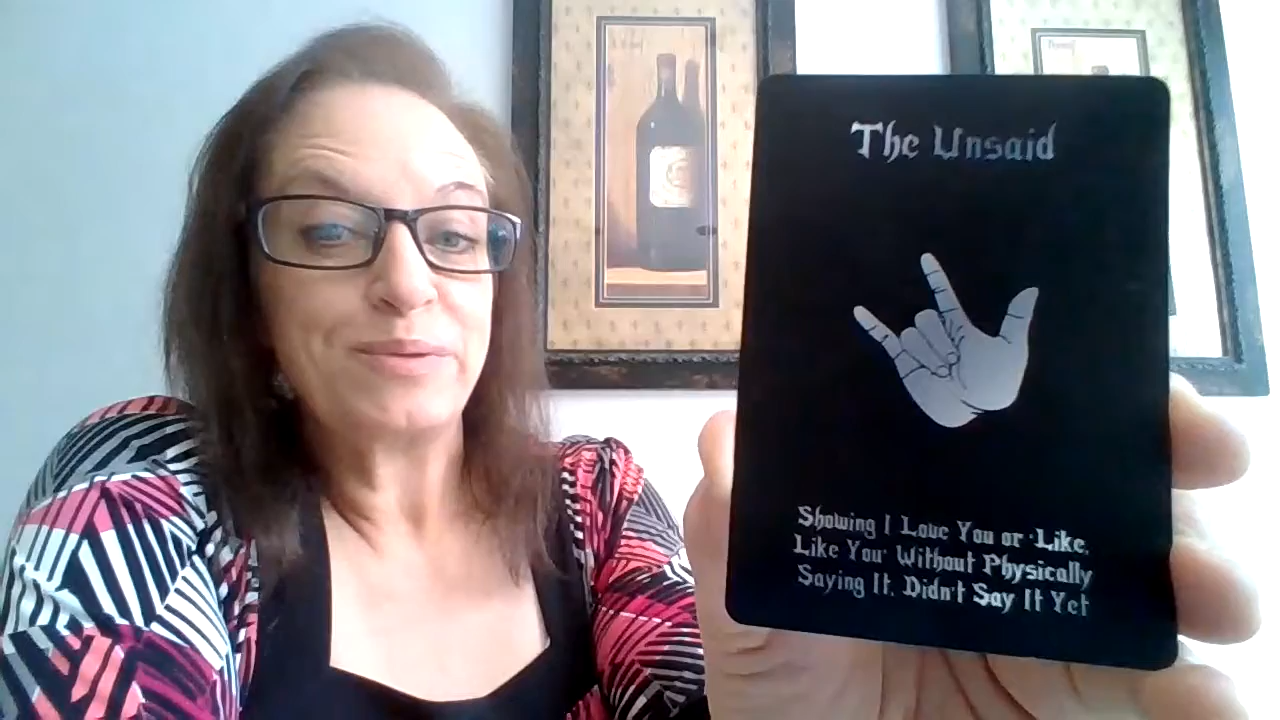 The Unsaid
Showing I Love You or 'Like,
Like You' Without Physically
Saying It, Didn't Say It Yet